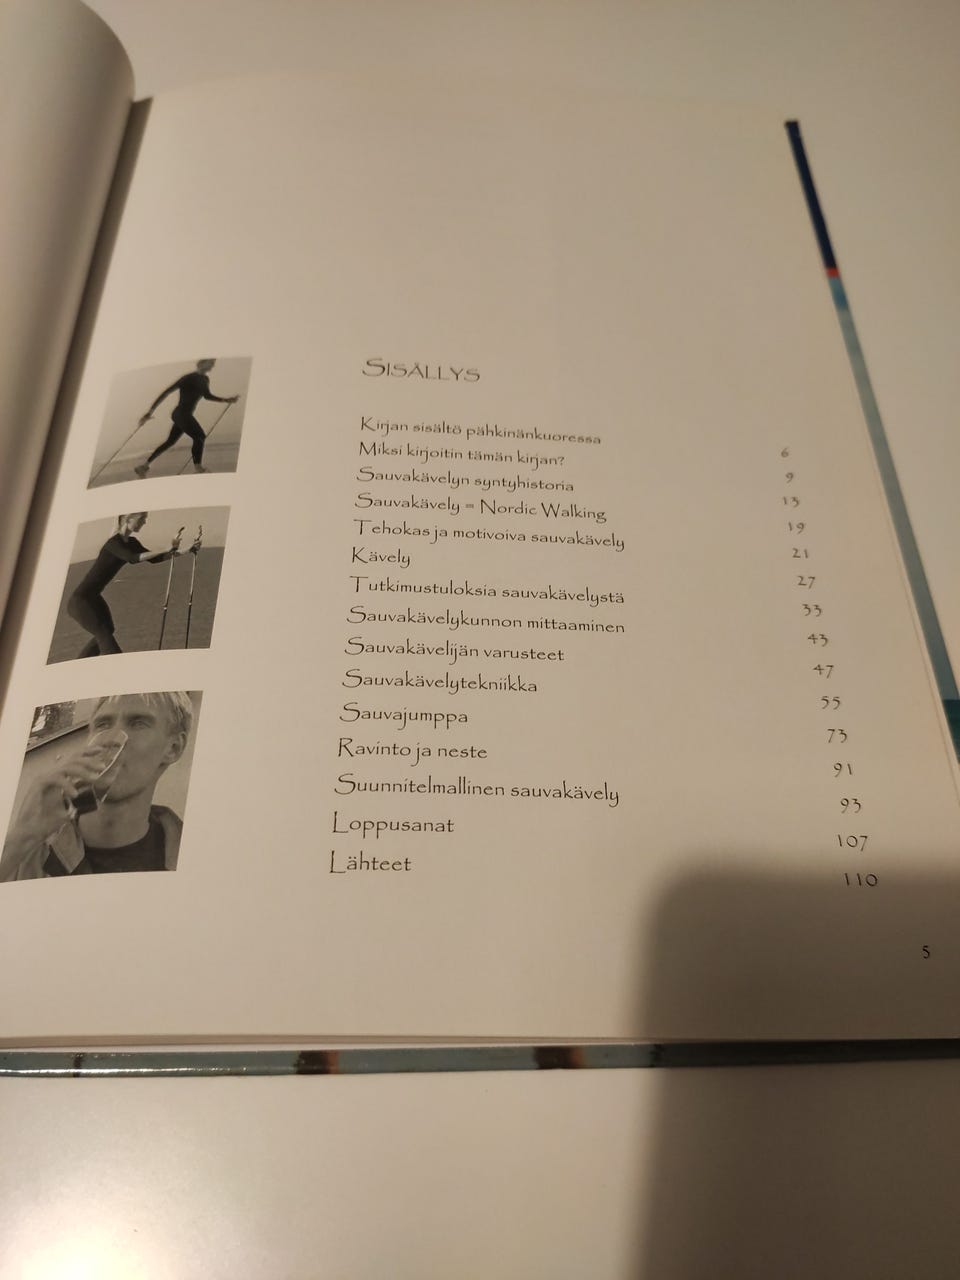 SISÄLLYS
Kirjan sisältö pähkinänkuoressa 6
Miksi kirjoitin tämän kirjan? 9
Sauvakävelyn syntyhistoria 13
Sauvakävely = Nordic Walking 19
Tehokas ja motivoiva sauvakävely 21
Kävely 27
Tutkimustuloksia sauvakävelystä 33
Sauvakävelykunnon mittaaminen 43
Sauvakävelijän varusteet 47
Sauvakävelytekniikka 55
Sauvajumppa 73
Ravinto ja neste 91
Suunnitelmallinen sauvakävely 93
Loppusanat 107
Lähteet 110
5